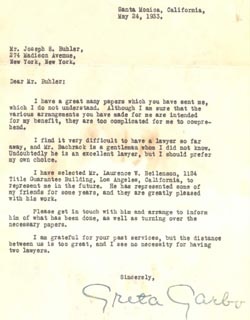 Santa Monica, California,
May 24, 1933.
Mr. Joseph S. Buhler,
274 Madison Avenue,
New York, New York.
Dear Mr. Buhler:
I have a great many papers which you have sent me,
which I do not understand. Although I am sure that the
various arrangements you have made for me are intended
for my benefit, they are too complicated for me to compre-
hend.
I find it very difficult to have a lawyer so far
away, and Mr. Bachrack is a gentleman whom I did not know.
Undoubtedly he is an excellent lawyer, but I should prefer
my own choice.
I have selected Mr. Laurence W. Beilenson, 1124
Title Guarantee Building, Los Angeles, California, to
represent me in the future. He has represented some of
my friends for some years, and they are greatly pleased
with his work.
Please get in touch with him and arrange to inform
him of what has been done, as well as turning over the
necessary papers.
I am grateful for your past services, but the distance
between us is too great, and I see no necessity for having
two lawyers.
Sincerely,
Greta Garbo